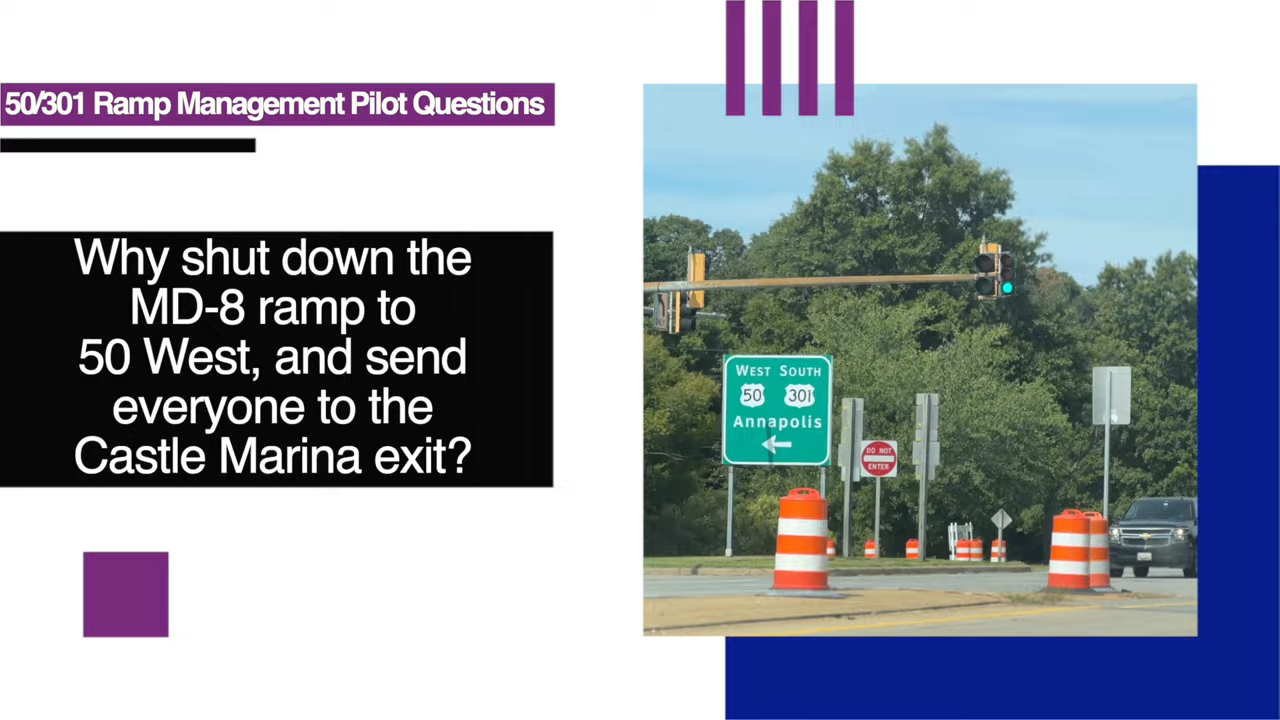 50/301 Ramp Management Pilot Questions
Why shut down the
MD-8 ramp to
50 West, and send
everyone to the
Castle Marina exit?
WEST SOUTH
50 301
Annapolis
DO NOT
ENTER